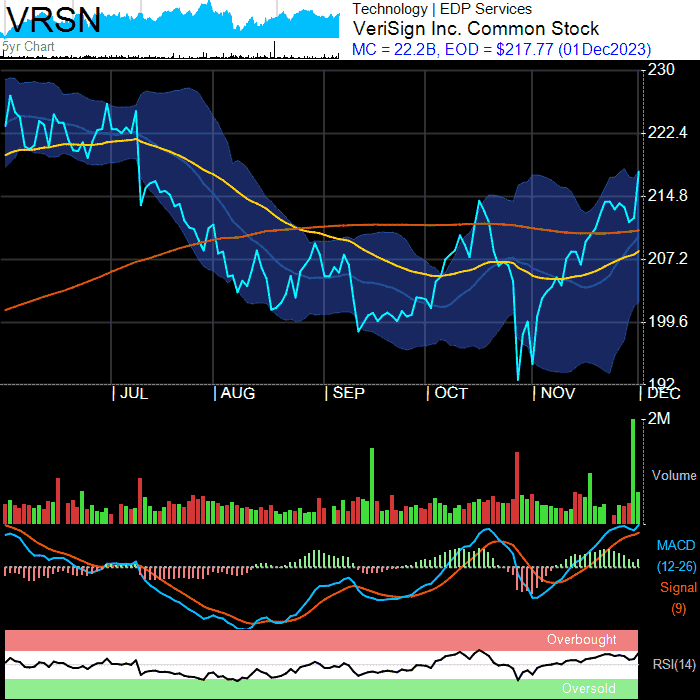 VRSN
5yr Chart
Technology | EDP Services
VeriSign Inc. Common Stock
MC = 22.2B, EOD = $217.77 (01Dec2023)
230
222.4
214.8
207.2
199.6
192
JUL
AUG
SEP
OCT
NOV
DEC
2M
Volume
MACD
(12-26)
Signal
(9)
Overbought
RSI(14)
Oversold